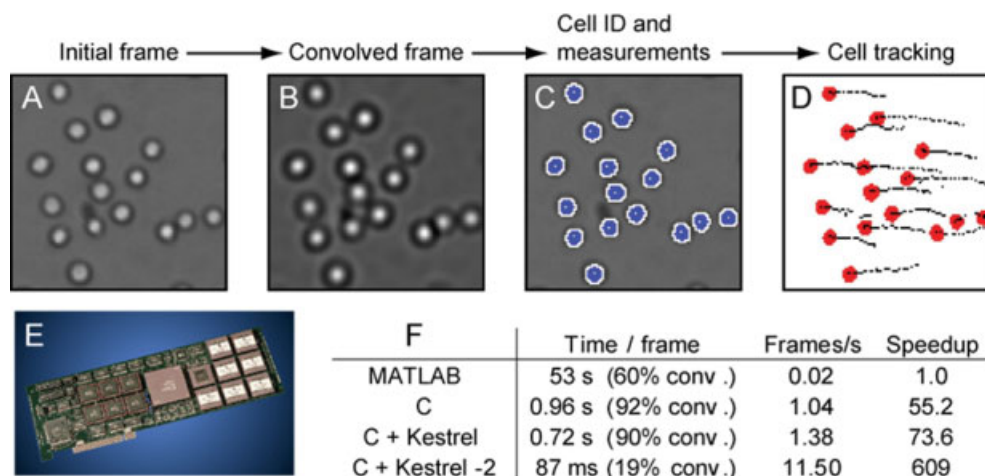 Initial frame
Convolved frame
Cell ID and
measurements
Cell tracking
A
B
C
D
E
F
Time / frame Frames/s Speedup
MATLAB 53 s (60% conv .) 0.02 1.0
C 0.96 s (92% conv .) 1.04 55.2
C + Kestrel 0.72 s (90% conv .) 1.38 73.6
C + Kestrel -2 87 ms (19% conv .) 11.50 609